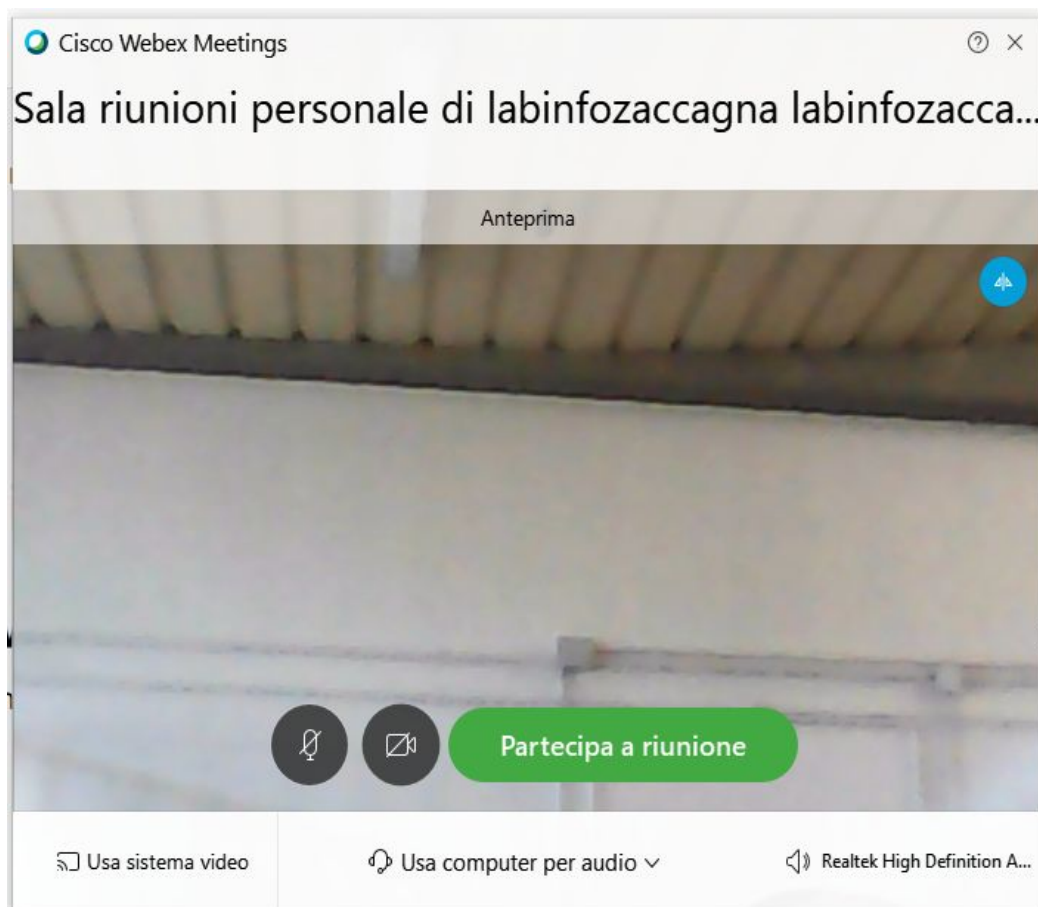 Cisco Webex Meetings
Sala riunioni personale di labinfozaccagna labinfozacca...
Anteprima
Partecipa a riunione
Usa sistema video
Usa computer per audio
Realtek High Definition A...